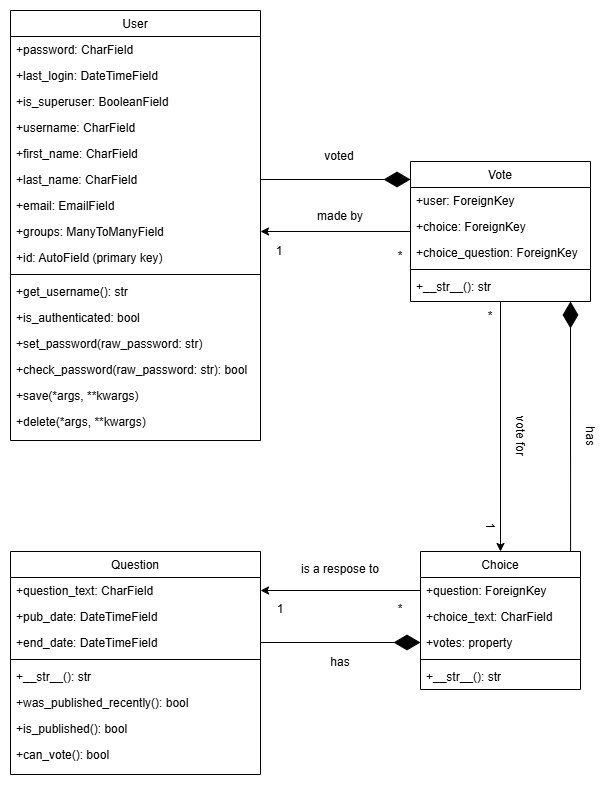 User
+password: CharField
+last_login: DateTimeField
+is_superuser: BooleanField
+username: CharField
+first_name: CharField
+last_name: CharField
+email: EmailField
+groups: ManyToManyField
+id: AutoField (primary key)
+get_username(): str
+is_authenticated: bool
+set_password(raw_password: str)
+check_password(raw_password: str): bool
+save(*args, **kwargs)
+delete(*args, **kwargs)
voted
made by
1
*
Vote
+user: ForeignKey
+choice: ForeignKey
+choice_question: ForeignKey
+__str__(): str
*
vote for
has
1
Question
+question_text: CharField
+pub_date: DateTimeField
+end_date: DateTimeField
+__str__(): str
+was_published_recently(): bool
+is_published(): bool
+can_vote(): bool
is a respose to
1
*
has
Choice
+question: ForeignKey
+choice_text: CharField
+votes: property
+__str__(): str